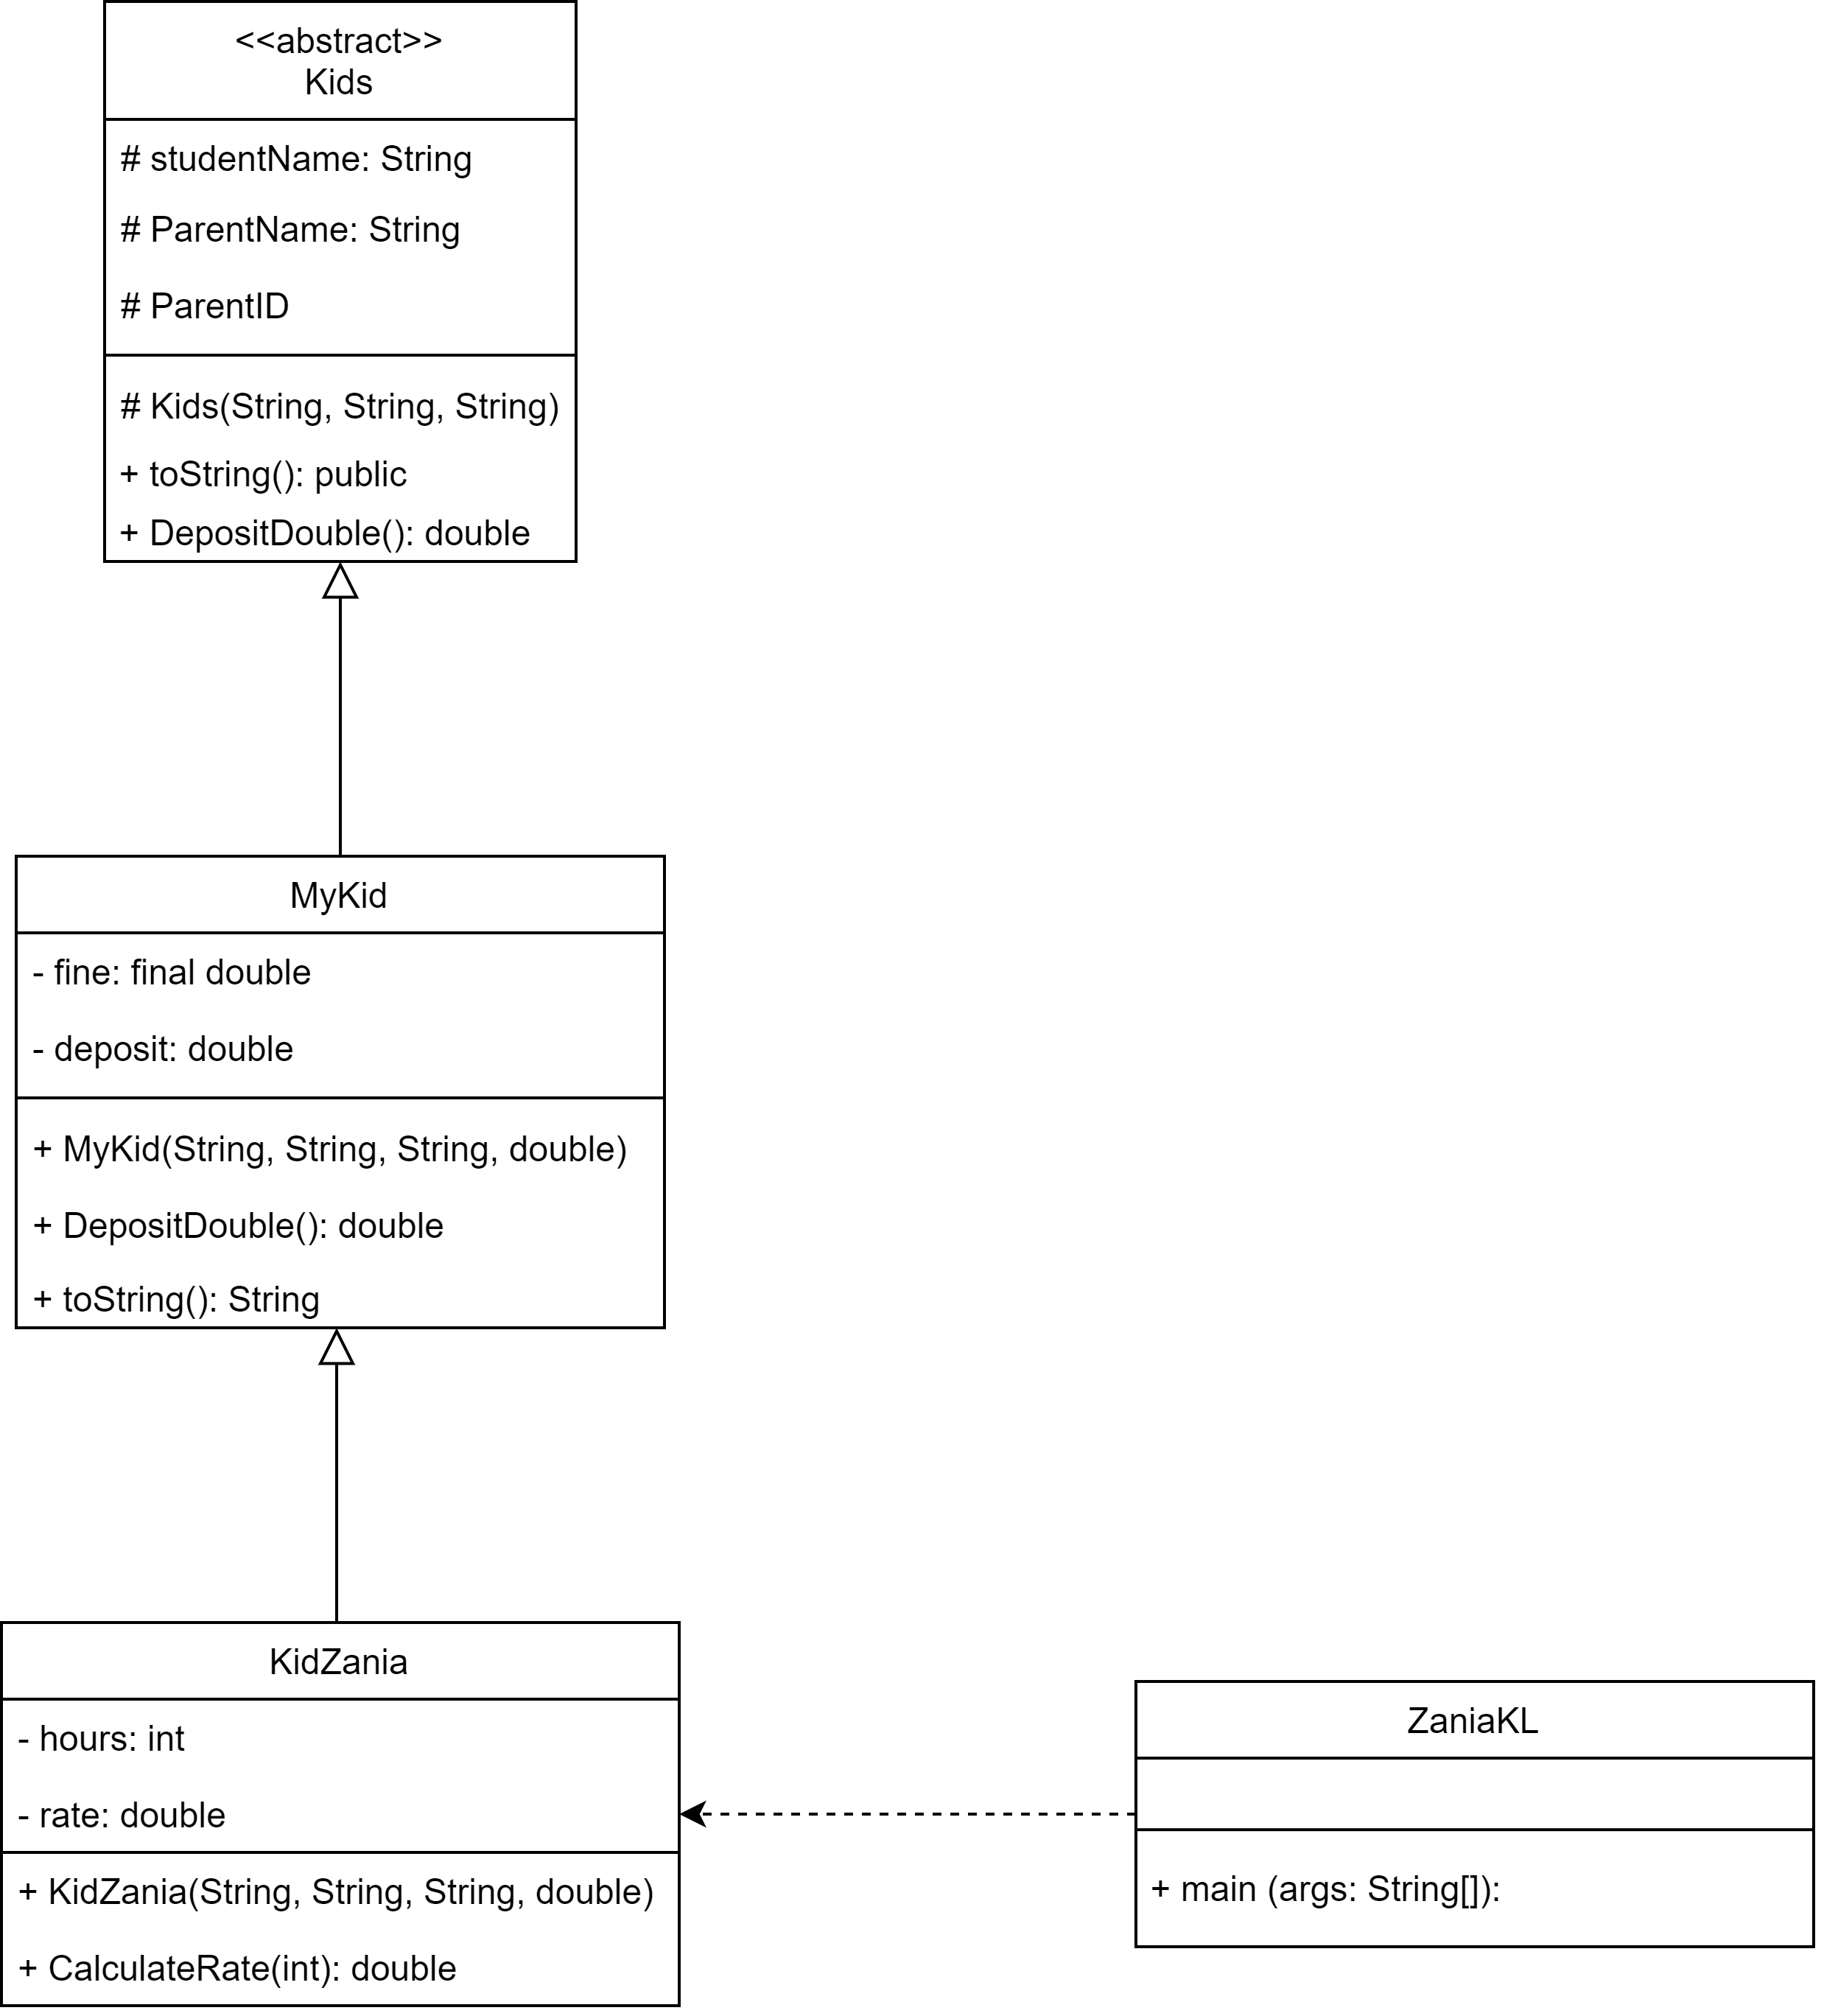 <<abstract>>
Kids
# studentName: String
# ParentName: String
# ParentID
# Kids(String, String, String)
+ toString(): public
+ DepositDouble(): double
MyKid
- fine: final double
- deposit: double
+ MyKid(String, String, String, double)
+ DepositDouble(): double
+ toString(): String
KidZania
- hours: int
- rate: double
+ KidZania(String, String, String, double)
+ CalculateRate(int): double
ZaniaKL
+ main (args: String[]):